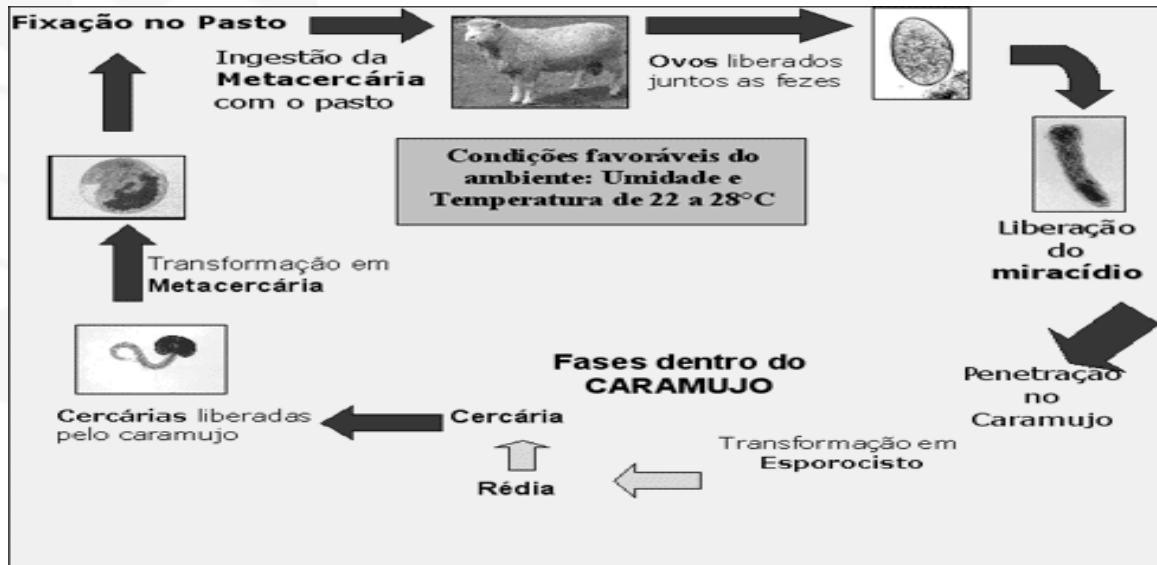 Fixação no Pasto
Ingestão da
Metacercária
com o pasto
Ovos liberados
juntos as fezes
Condições favoráveis do
ambiente: Umidade e
Temperatura de 22 a 28°C
Liberação
do
miracídio
Penetração
no
Caramujo
Fases dentro do
CARAMUJO
Transformação em
Esporocisto
Rédia
Cercária
Cercárias liberadas
pelo caramujo
Transformação em
Metacercária